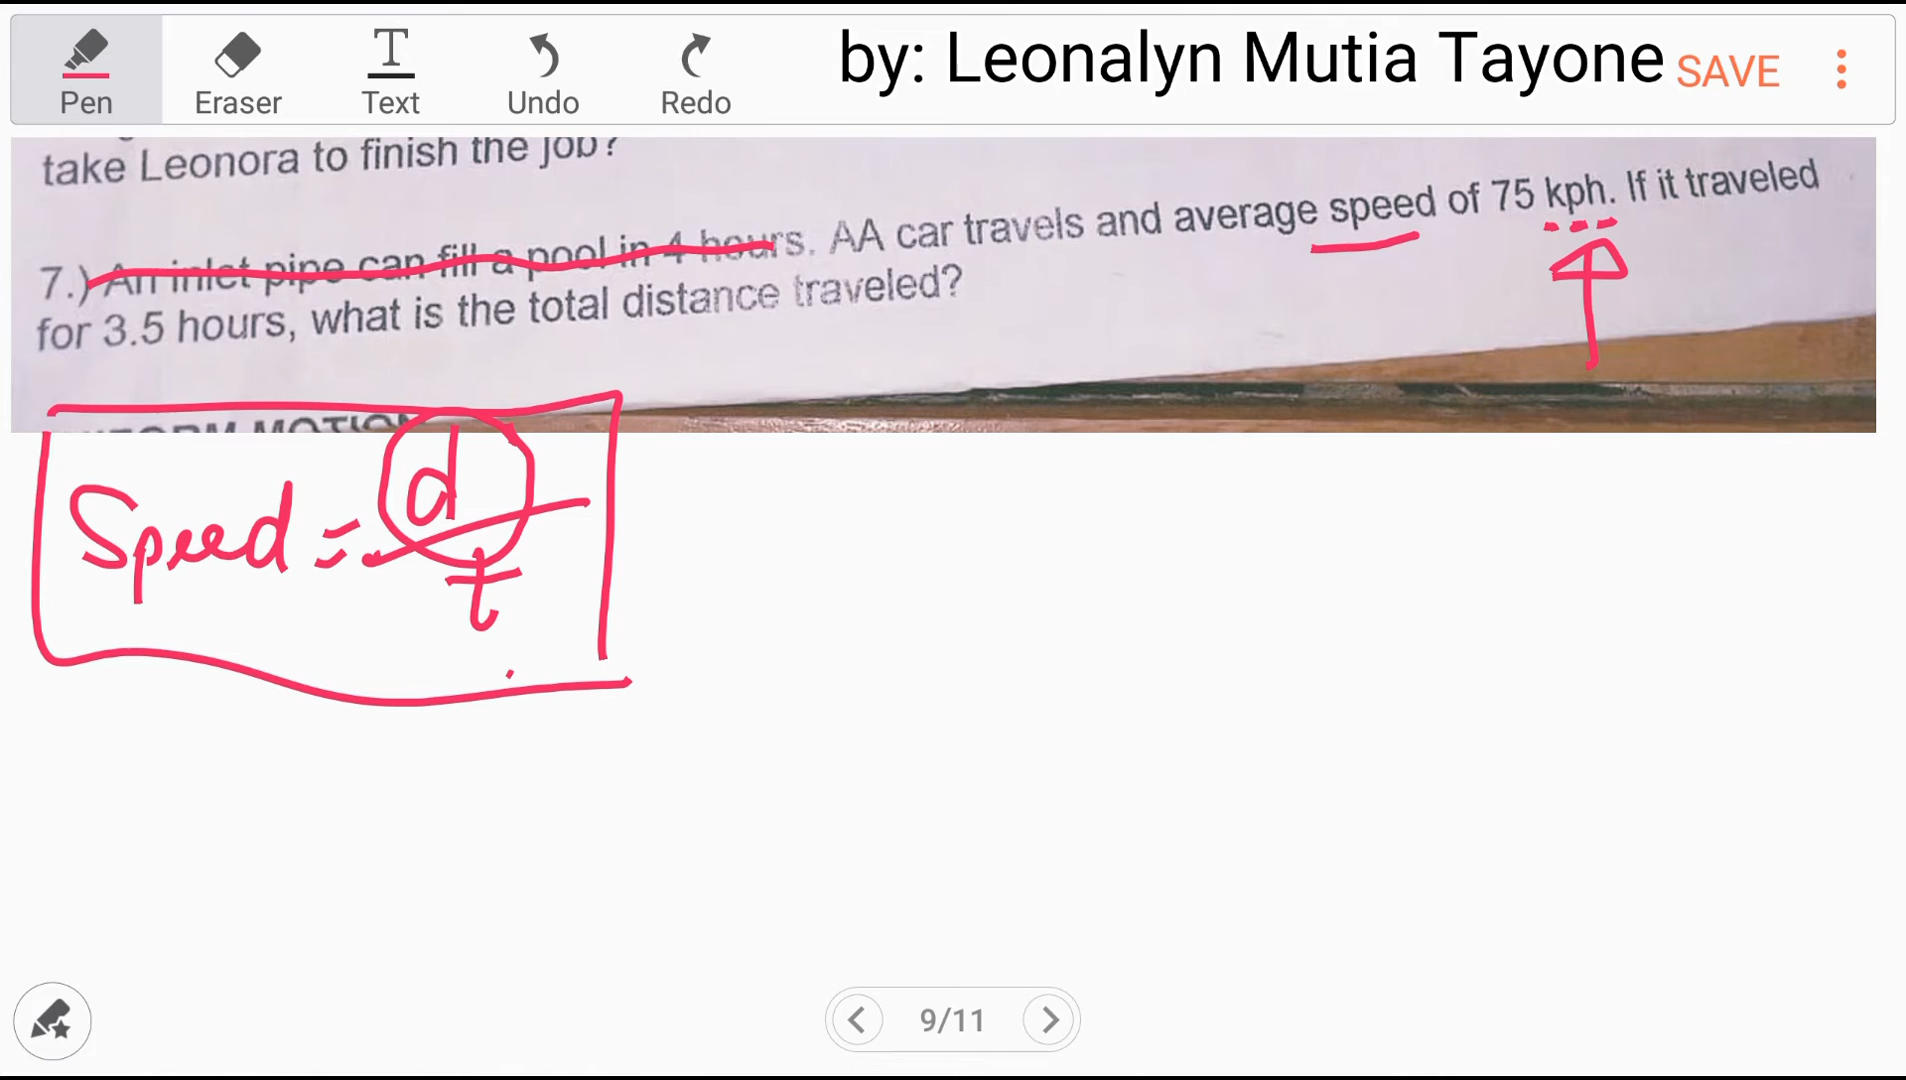 by: Leonalyn Mutia Tayone
SAVE
Pen
Eraser
Text
Undo
Redo
take Leonora to finish the job?
7.) An inlet pipe can fill a pool in 4 hours. AA car travels and average speed of 75 kph. If it traveled
for 3.5 hours, what is the total distance traveled?
Speed = d
t
9/11